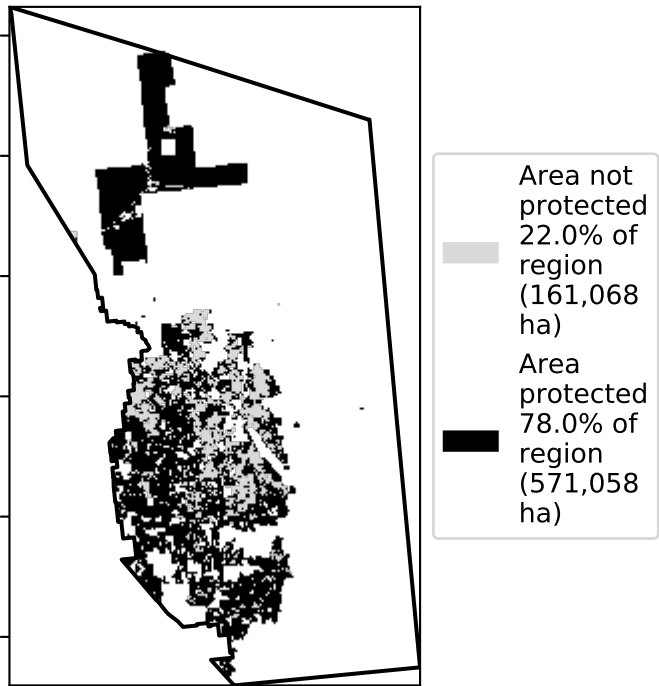 Area not
protected
22.0% of
region
(161,068
ha)
Area
protected
78.0% of
region
(571,058
ha)